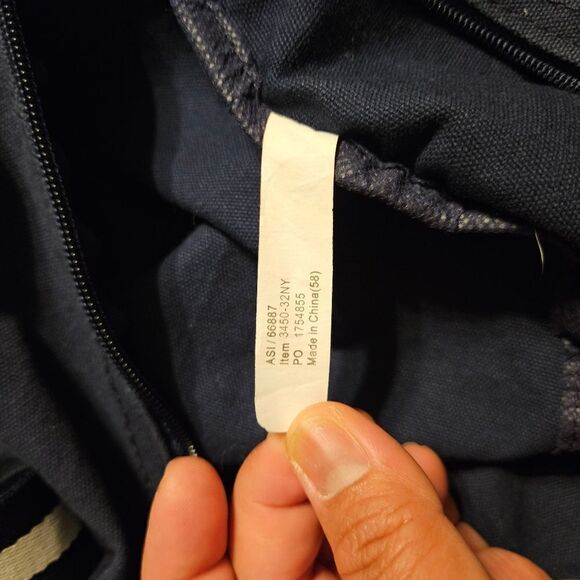 ASI / 66887
Item 3450-32NY
PO 1754855
Made in China(58)